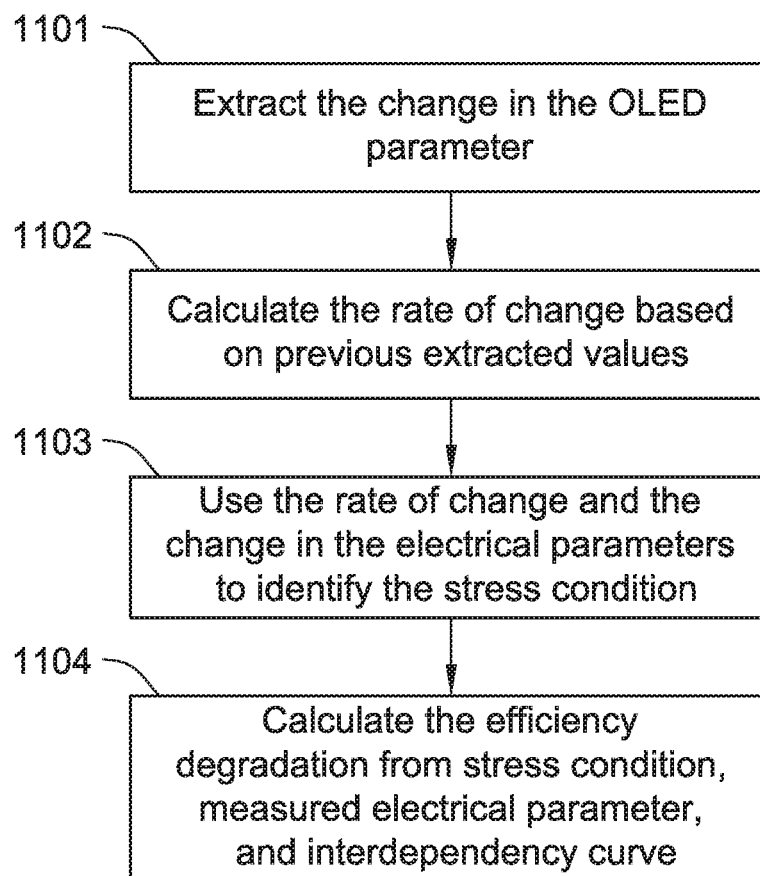 1101
Extract the change in the OLED
parameter
1102
Calculate the rate of change based
on previous extracted values
1103
Use the rate of change and the
change in the electrical parameters
to identify the stress condition
1104
Calculate the efficiency
degradation from stress condition,
measured electrical parameter,
and interdependency curve